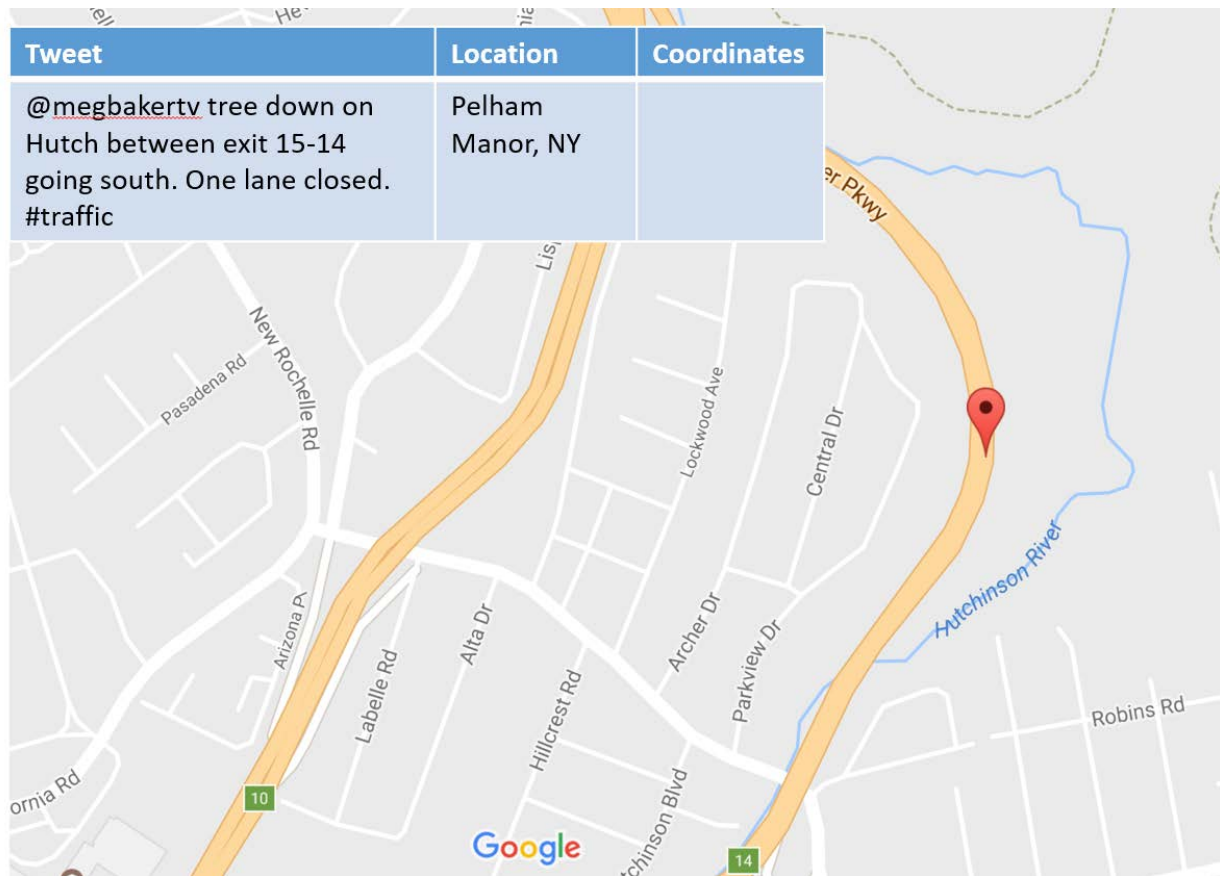 Tweet
Location
Coordinates
@megbakertv tree down on
Hutch between exit 15-14
going south. One lane closed.
#traffic
Pelham
Manor, NY
er Pkwy
New Rochelle Rd
Pasadena Rd
Lockwood Ave
Central Dr
Hutchinson River
Arizona Pl
Alta Dr
Archer Dr
Parkview Dr
Labelle Rd
Hillcrest Rd
Robins Rd
ornia Rd
10
tchinson Blvd
Google
14